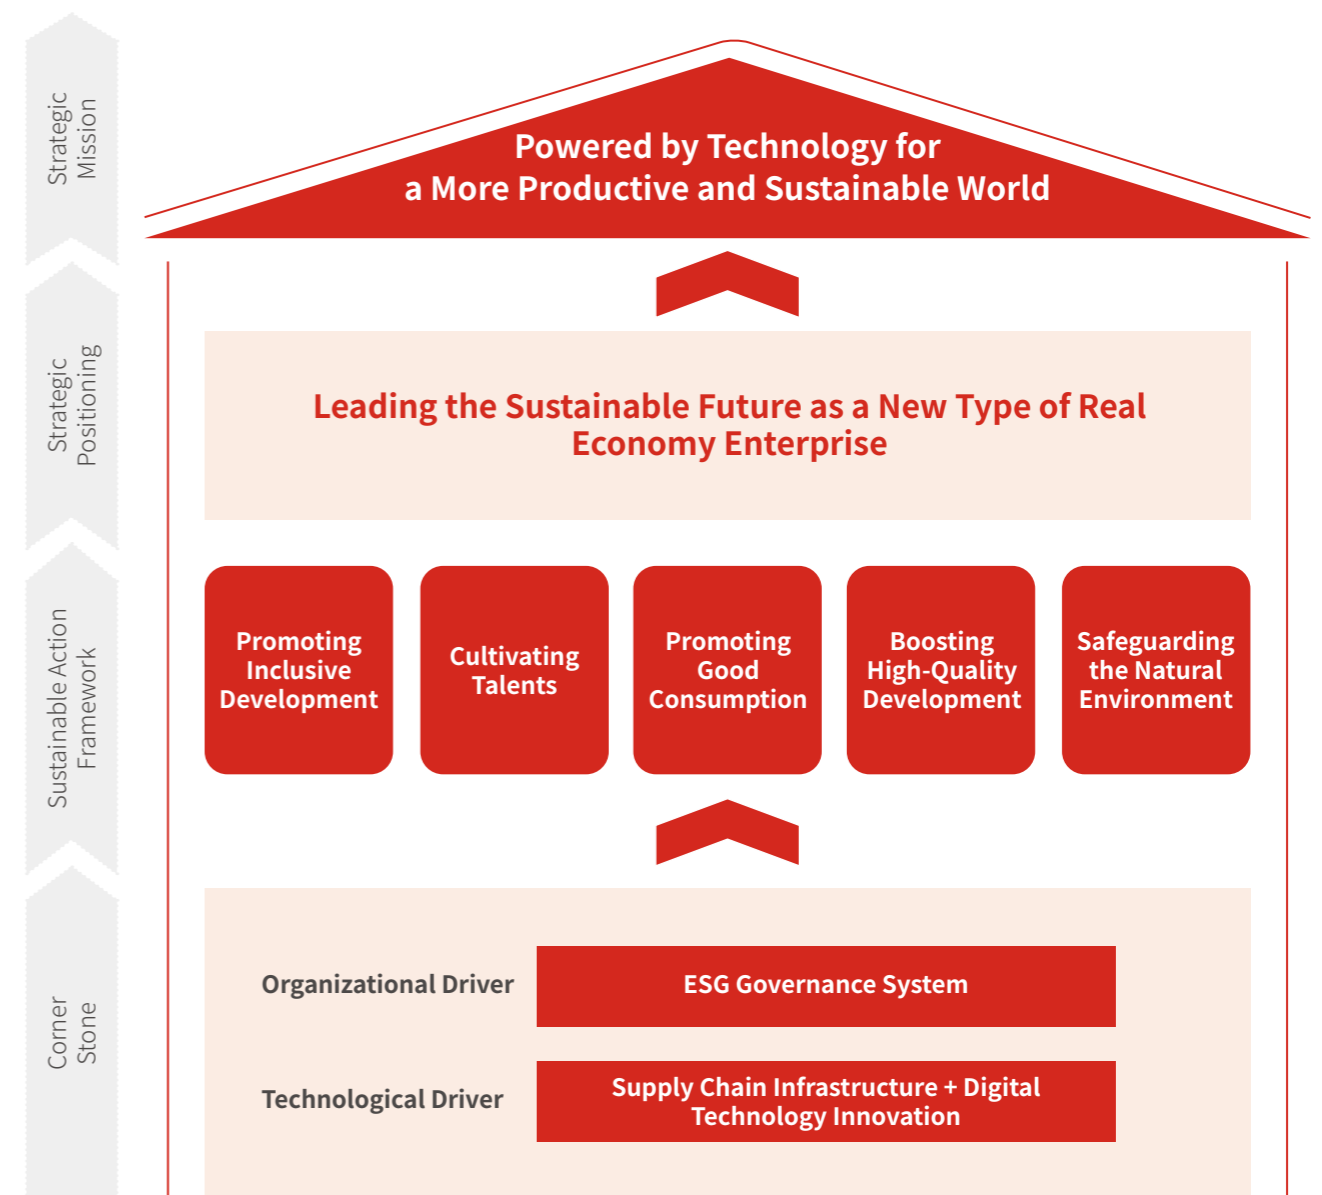 Strategic
Mission
Powered by Technology for
a More Productive and Sustainable World
Strategic
Positioning
Leading the Sustainable Future as a New Type of Real
Economy Enterprise
Sustainable Action
Framework
Promoting
Inclusive
Development
Cultivating
Talents
Promoting
Good
Consumption
Boosting
High-Quality
Development
Safeguarding
the Natural
Environment
Corner
Stone
Organizational Driver
ESG Governance System
Technological Driver
Supply Chain Infrastructure + Digital
Technology Innovation